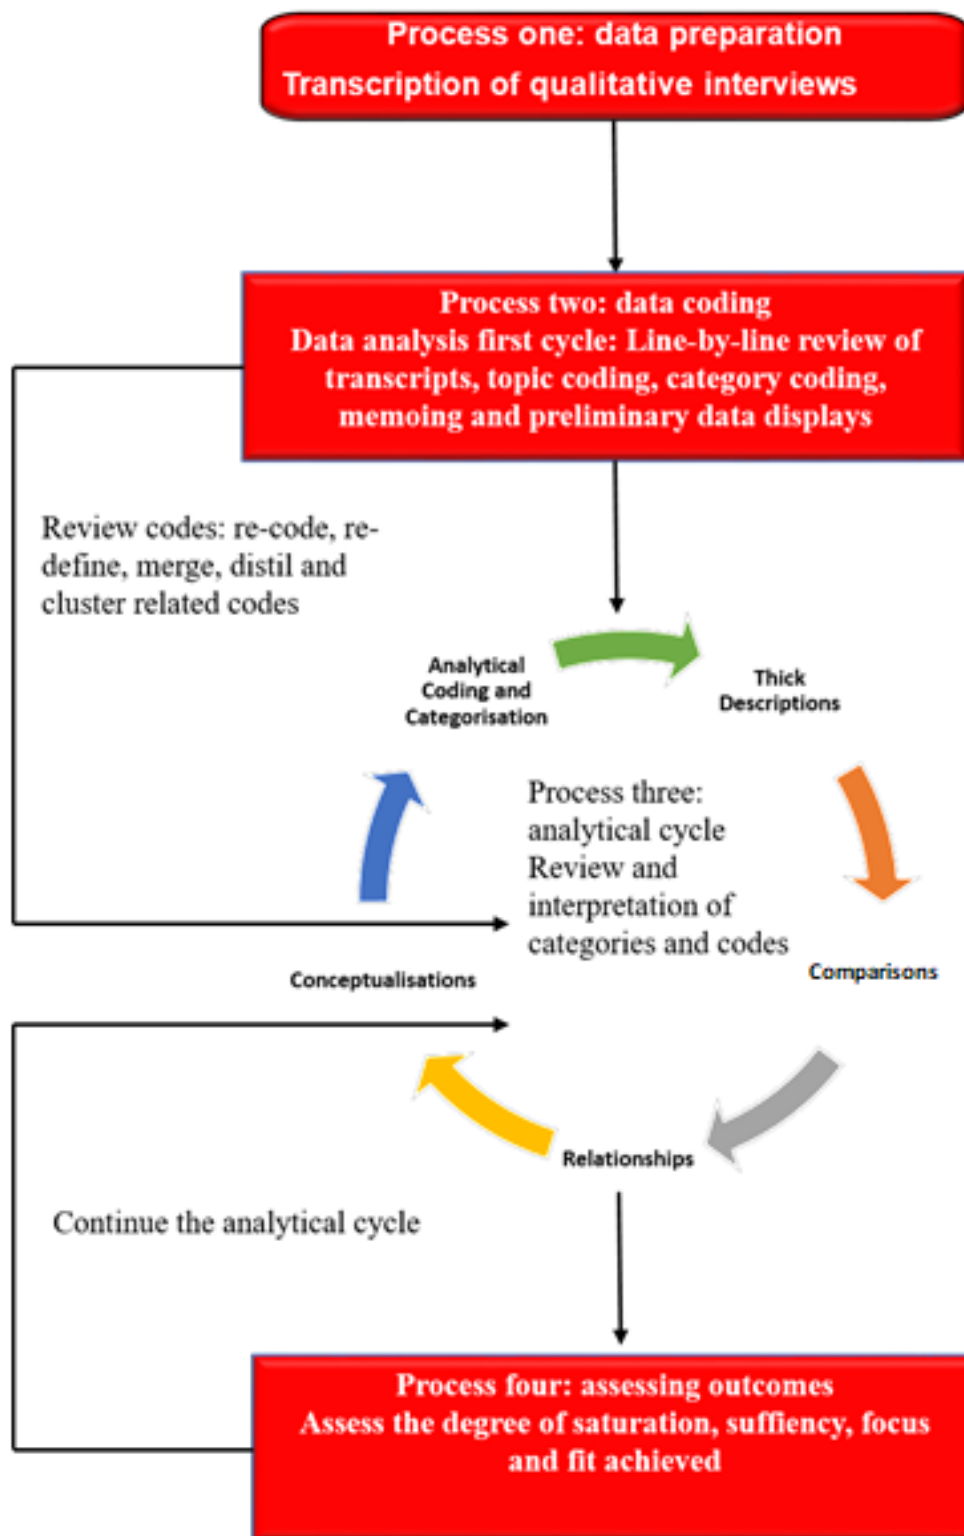 Process one: data preparation
Transcription of qualitative interviews
Process two: data coding
Data analysis first cycle: Line-by-line review of
transcripts, topic coding, category coding,
memoing and preliminary data displays
Review codes: re-code, re-
define, merge, distil and
cluster related codes
Analytical
Coding and
Categorisation
Thick
Descriptions
Process three:
analytical cycle
Review and
interpretation of
categories and codes
Comparisons
Conceptualisations
Relationships
Continue the analytical cycle
Process four: assessing outcomes
Assess the degree of saturation, suffiency, focus
and fit achieved